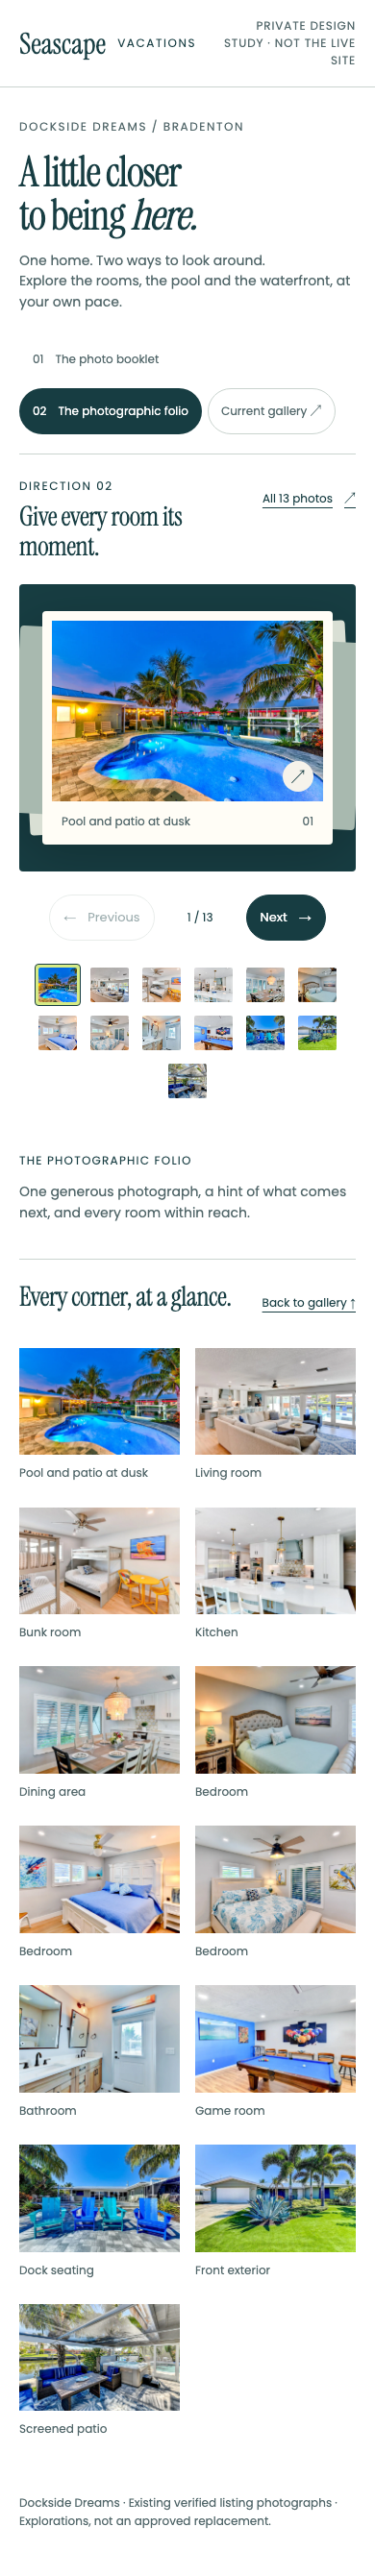 Seascape VACATIONS
PRIVATE DESIGN
STUDY · NOT THE LIVE
SITE
DOCKSIDE DREAMS / BRADENTON
A little closer
to being here.
One home. Two ways to look around.
Explore the rooms, the pool and the waterfront, at
your own pace.
01 The photo booklet
02 The photographic folio
Current gallery ↗
DIRECTION 02
Give every room its
moment.
All 13 photos ↗
↗
Pool and patio at dusk 01
← Previous
1 / 13
Next →
THE PHOTOGRAPHIC FOLIO
One generous photograph, a hint of what comes
next, and every room within reach.
Every corner, at a glance.
Back to gallery ↑
Pool and patio at dusk
Living room
Bunk room
Kitchen
Dining area
Bedroom
Bedroom
Bedroom
Bathroom
Game room
Dock seating
Front exterior
Screened patio
Dockside Dreams · Existing verified listing photographs ·
Explorations, not an approved replacement.